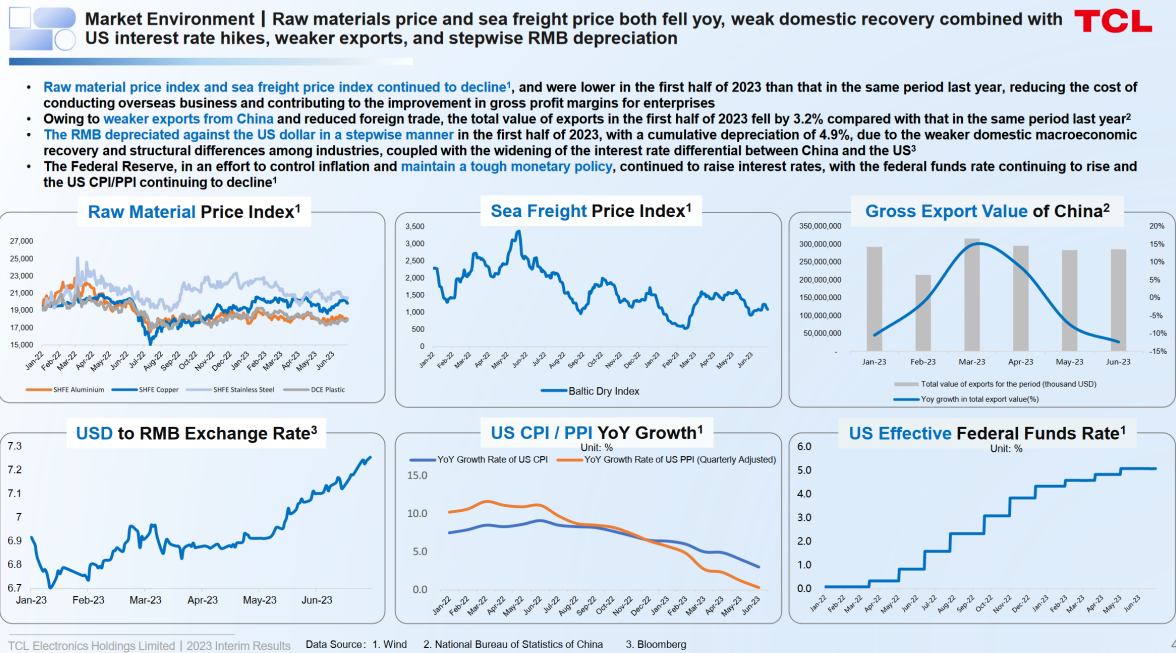 Market Environment | Raw materials price and sea freight price both fell yoy, weak domestic recovery combined with
US interest rate hikes, weaker exports, and stepwise RMB depreciation
TCL
• Raw material price index and sea freight price index continued to decline¹, and were lower in the first half of 2023 than that in the same period last year, reducing the cost of
conducting overseas business and contributing to the improvement in gross profit margins for enterprises
• Owing to weaker exports from China and reduced foreign trade, the total value of exports in the first half of 2023 fell by 3.2% compared with that in the same period last year²
• The RMB depreciated against the US dollar in a stepwise manner in the first half of 2023, with a cumulative depreciation of 4.9%, due to the weaker domestic macroeconomic
recovery and structural differences among industries, coupled with the widening of the interest rate differential between China and the US³
• The Federal Reserve, in an effort to control inflation and maintain a tough monetary policy, continued to raise interest rates, with the federal funds rate continuing to rise and
the US CPI/PPI continuing to decline¹
Raw Material Price Index¹
27,000
25,000
23,000
21,000
19,000
17,000
15,000
Jan-22 Feb-22 Mar-22 Apr-22 May-22 Jun-22 Jul-22 Aug-22 Sep-22 Oct-22 Nov-22 Dec-22 Jan-23 Feb-23 Mar-23 Apr-23 May-23 Jun-23
SHFE Aluminium SHFE Copper SHFE Stainless Steel DCE Plastic
Sea Freight Price Index¹
3,500
3,000
2,500
2,000
1,500
1,000
500
0
Jan-22 Feb-22 Mar-22 Apr-22 May-22 Jun-22 Jul-22 Aug-22 Sep-22 Oct-22 Nov-22 Dec-22 Jan-23 Feb-23 Mar-23 Apr-23 May-23 Jun-23
Baltic Dry Index
Gross Export Value of China²
350,000,000 20%
300,000,000 15%
250,000,000 10%
200,000,000 5%
150,000,000 0%
100,000,000 -5%
50,000,000 -10%
- -15%
Jan-23 Feb-23 Mar-23 Apr-23 May-23 Jun-23
Total value of exports for the period (thousand USD)
Yoy growth in total export value(%)
USD to RMB Exchange Rate³
7.3
7.2
7.1
7
6.9
6.8
6.7
Jan-23 Feb-23 Mar-23 Apr-23 May-23 Jun-23
US CPI / PPI YoY Growth¹
Unit: %
YoY Growth Rate of US CPI YoY Growth Rate of US PPI (Quarterly Adjusted)
15.0
10.0
5.0
0.0
Jan-22 Feb-22 Mar-22 Apr-22 May-22 Jun-22 Jul-22 Aug-22 Sep-22 Oct-22 Nov-22 Dec-22 Jan-23 Feb-23 Mar-23 Apr-23 May-23 Jun-23
US Effective Federal Funds Rate¹
Unit: %
6.0
5.0
4.0
3.0
2.0
1.0
0.0
Jan-22 Feb-22 Mar-22 Apr-22 May-22 Jun-22 Jul-22 Aug-22 Sep-22 Oct-22 Nov-22 Dec-22 Jan-23 Feb-23 Mar-23 Apr-23 May-23 Jun-23
TCL Electronics Holdings Limited | 2023 Interim Results
Data Source： 1. Wind 2. National Bureau of Statistics of China 3. Bloomberg